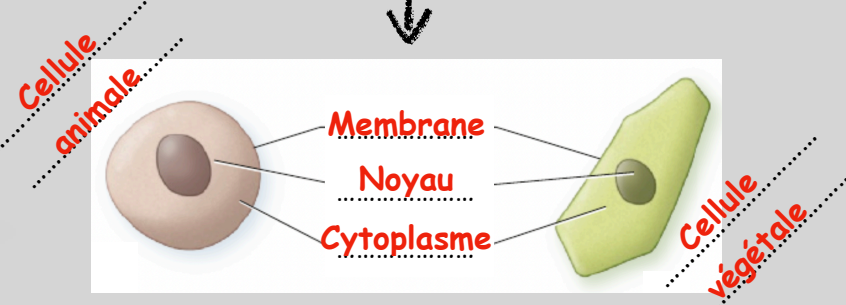 Cellule
animale
Membrane
Noyau
Cytoplasme
Cellule
végétale